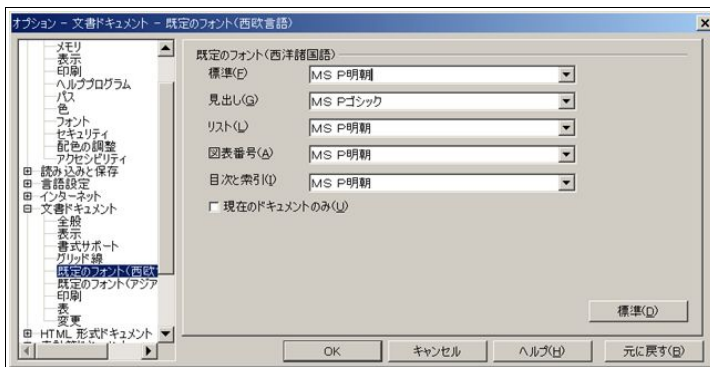 オプション - 文書ドキュメント - 既定のフォント(西欧言語)
メモリ
表示
印刷
ヘルププログラム
パス
色
フォント
セキュリティ
配色の調整
アクセシビリティ
読み込みと保存
言語設定
インターネット
文書ドキュメント
全般
表示
書式サポート
グリッド線
既定のフォント(西欧
既定のフォント(アジア
印刷
表
変更
HTML 形式ドキュメント
既定のフォント(西洋諸国語)
標準(F) MS P明朝
見出し(G) MS Pゴシック
リスト(L) MS P明朝
図表番号(A) MS P明朝
目次と索引(I) MS P明朝
現在のドキュメントのみ(U)
標準(D)
OK キャンセル ヘルプ(H) 元に戻す(B)